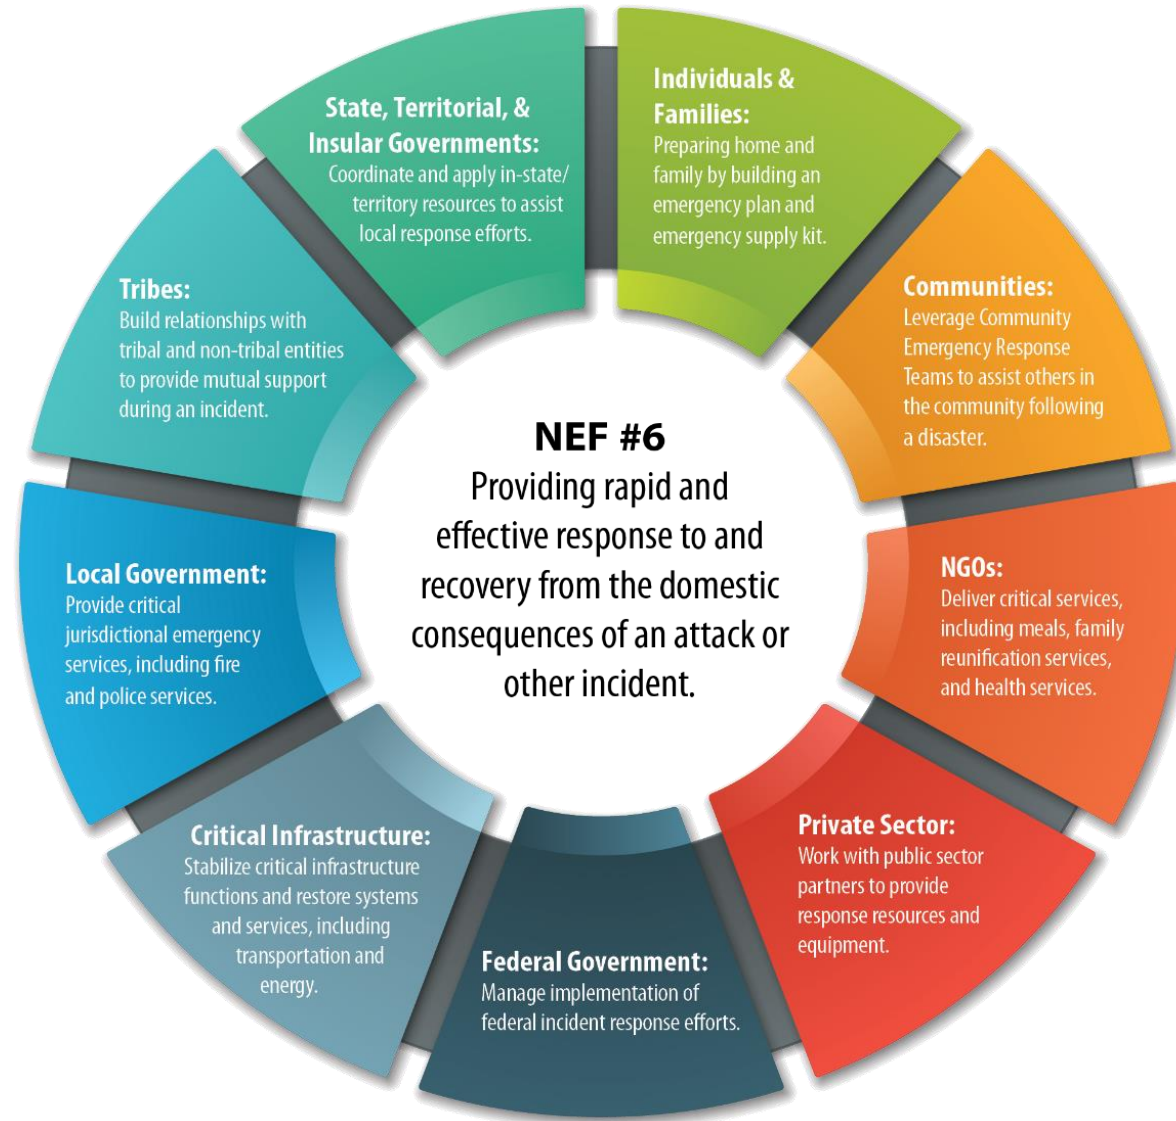 State, Territorial, &
Insular Governments:
Coordinate and apply in-state/
territory resources to assist
local response efforts.
Individuals &
Families:
Preparing home and
family by building an
emergency plan and
emergency supply kit.
Communities:
Leverage Community
Emergency Response
Teams to assist others in
the community following
a disaster.
NGOs:
Deliver critical services,
including meals, family
reunification services,
and health services.
Private Sector:
Work with public sector
partners to provide
response resources and
equipment.
Federal Government:
Manage implementation of
federal incident response efforts.
Critical Infrastructure:
Stabilize critical infrastructure
functions and restore systems
and services, including
transportation and
energy.
Local Government:
Provide critical
jurisdictional emergency
services, including fire
and police services.
Tribes:
Build relationships with
tribal and non-tribal entities
to provide mutual support
during an incident.
NEF #6
Providing rapid and
effective response to and
recovery from the domestic
consequences of an attack or
other incident.